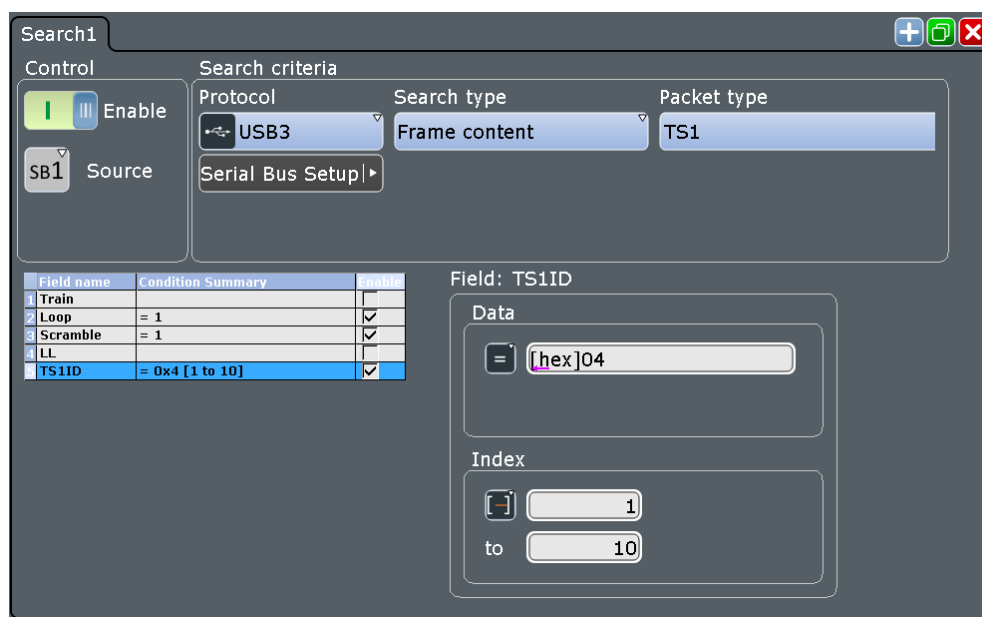 Search1
Control
Search criteria
Enable
Protocol
Search type
Packet type
USB3
Frame content
TS1
SB1
Source
Serial Bus Setup
Field name Condition Summary Enable
1 Train
2 Loop = 1
3 Scramble = 1
4 LL
5 TS1ID = 0x4 [1 to 10]
Field: TS1ID
Data
= [hex]04
Index
1
to 10